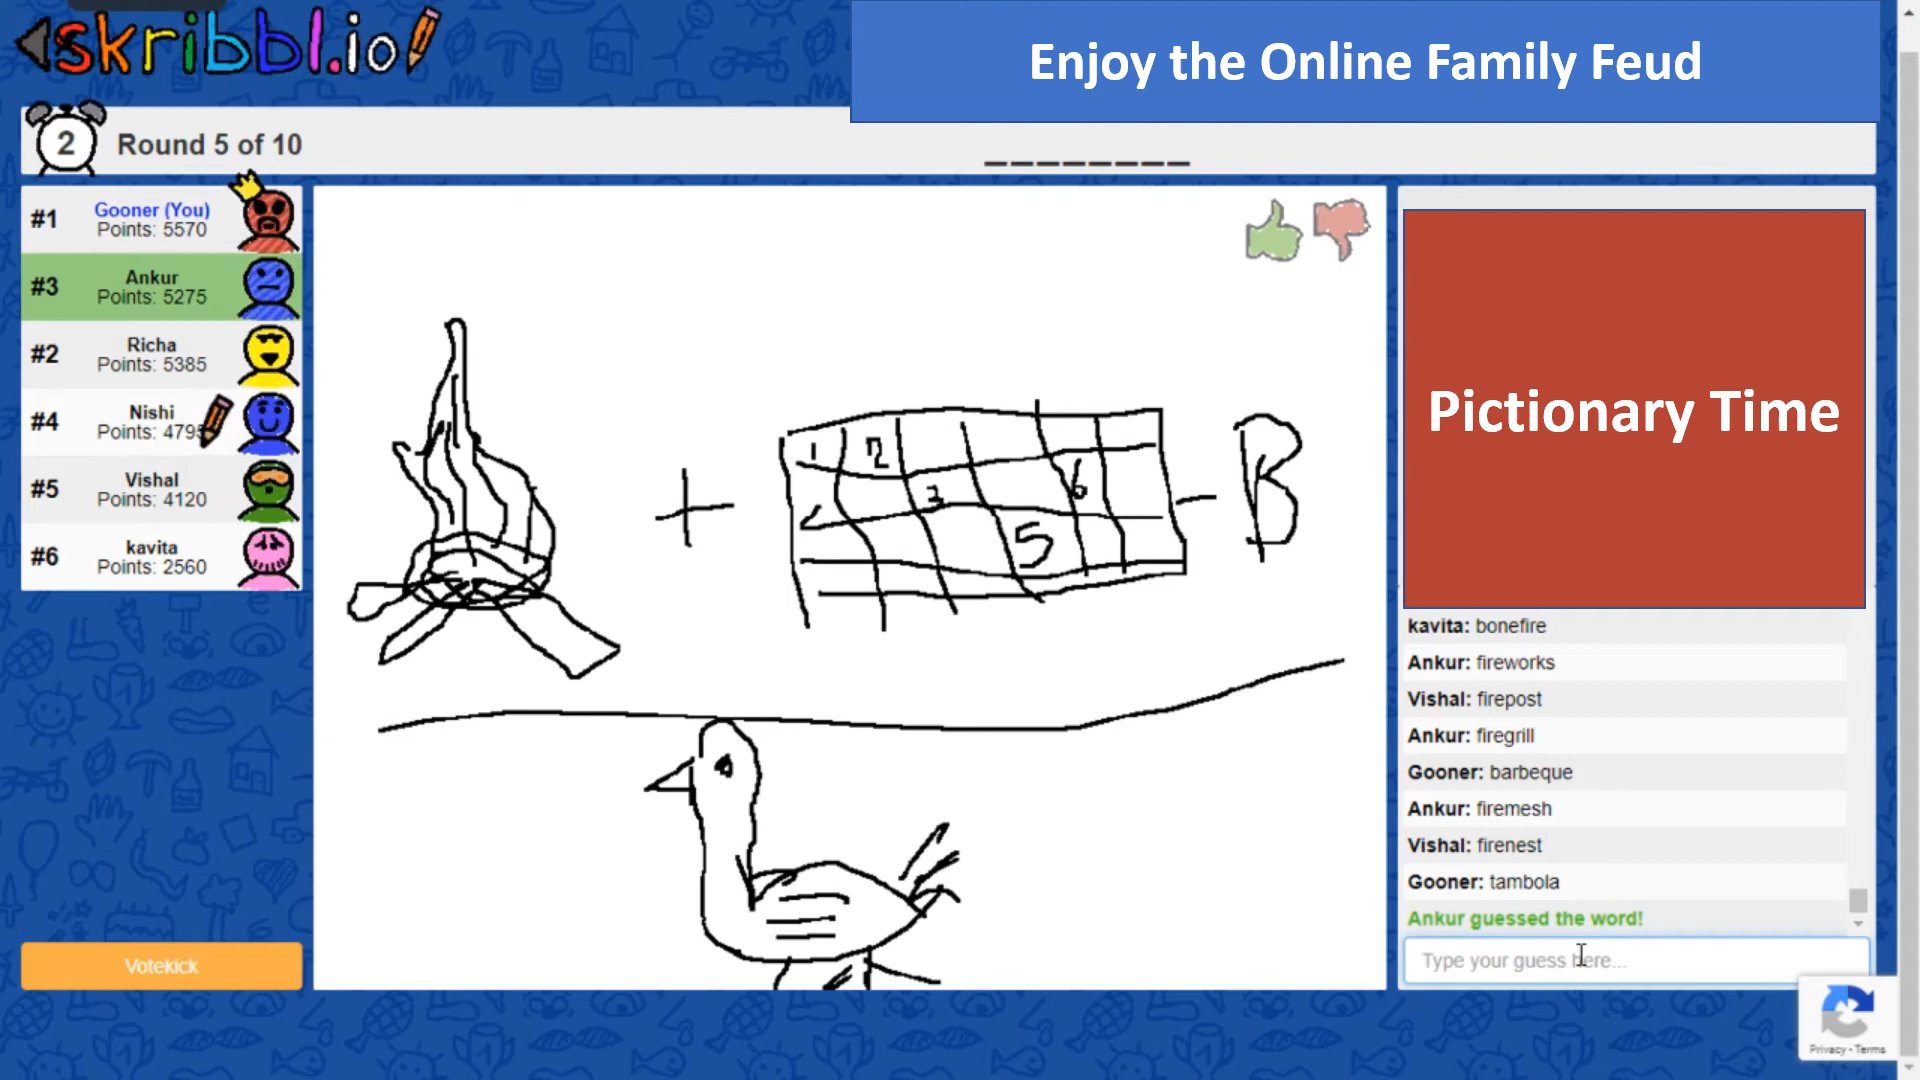 skribbl.io
Enjoy the Online Family Feud
2
Round 5 of 10
________
#1
Gooner (You)
Points: 5570
#3
Ankur
Points: 5275
#2
Richa
Points: 5385
#4
Nishi
Points: 4795
#5
Vishal
Points: 4120
#6
kavita
Points: 2560
+
1 2
3 6
5
- B
Pictionary Time
kavita: bonefire
Ankur: fireworks
Vishal: firepost
Ankur: firegrill
Gooner: barbeque
Ankur: firemesh
Vishal: firenest
Gooner: tambola
Ankur guessed the word!
Type your guess here...
Votekick
Privacy - Terms